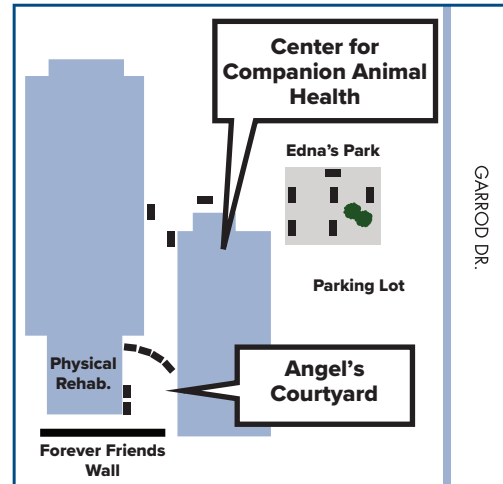 Center for
Companion Animal
Health
Edna's Park
GARROD DR.
Parking Lot
Physical
Rehab.
Angel's
Courtyard
Forever Friends
Wall